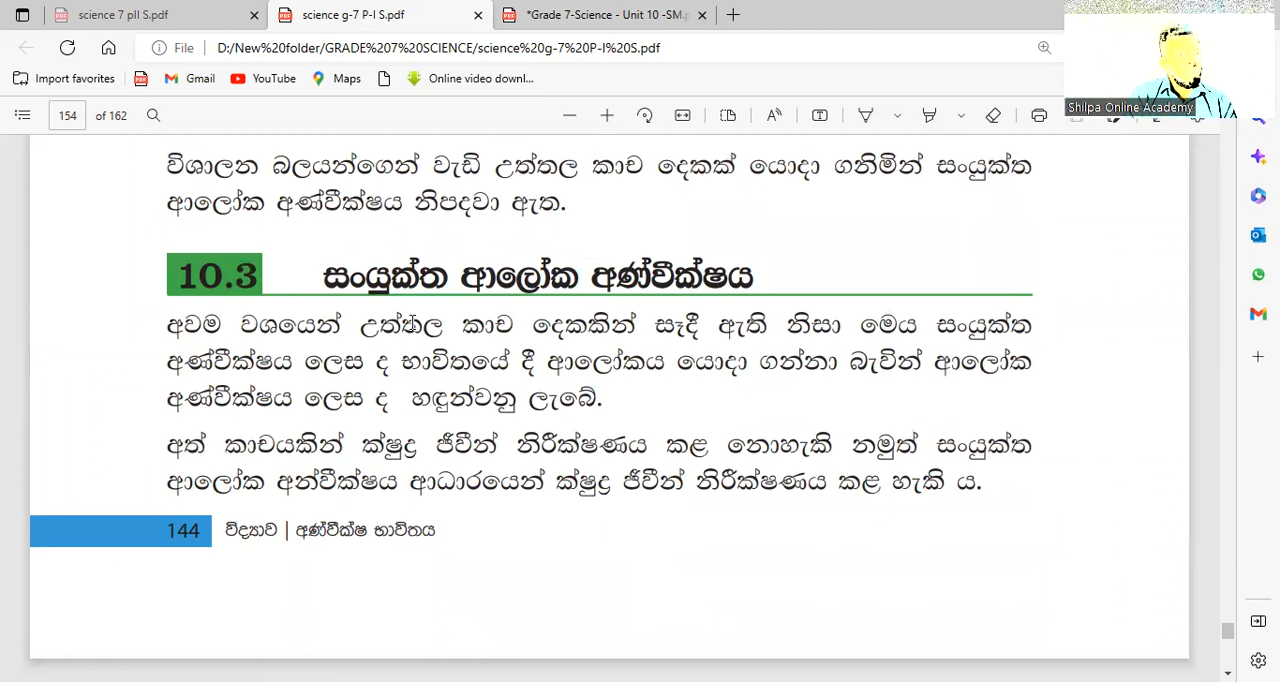 science 7 pII S.pdf
science g-7 P-I S.pdf
*Grade 7-Science - Unit 10 -SM.p
File
D:/New%20folder/GRADE%207%20SCIENCE/science%20g-7%20P-I%20S.pdf
Import favorites
Gmail
YouTube
Maps
Online video downl...
Shilpa Online Academy
154 of 162
විශාලන බලයන්ගෙන් වැඩි උත්තල කාච දෙකක් යොදා ගනිමින් සංයුක්ත
ආලෝක අණ්වීක්ෂය නිපදවා ඇත.
10.3 සංයුක්ත ආලෝක අණ්වීක්ෂය
අවම වශයෙන් උත්තල කාච දෙකකින් සෑදී ඇති නිසා මෙය සංයුක්ත
අණ්වීක්ෂය ලෙස ද භාවිතයේ දී ආලෝකය යොදා ගන්නා බැවින් ආලෝක
අණ්වීක්ෂය ලෙස ද හඳුන්වනු ලැබේ.
අත් කාචයකින් ක්ෂුද්‍ර ජීවීන් නිරීක්ෂණය කළ නොහැකි නමුත් සංයුක්ත
ආලෝක අන්වීක්ෂය ආධාරයෙන් ක්ෂුද්‍ර ජීවීන් නිරීක්ෂණය කළ හැකි ය.
144 විද්‍යාව | අණ්වීක්ෂ භාවිතය